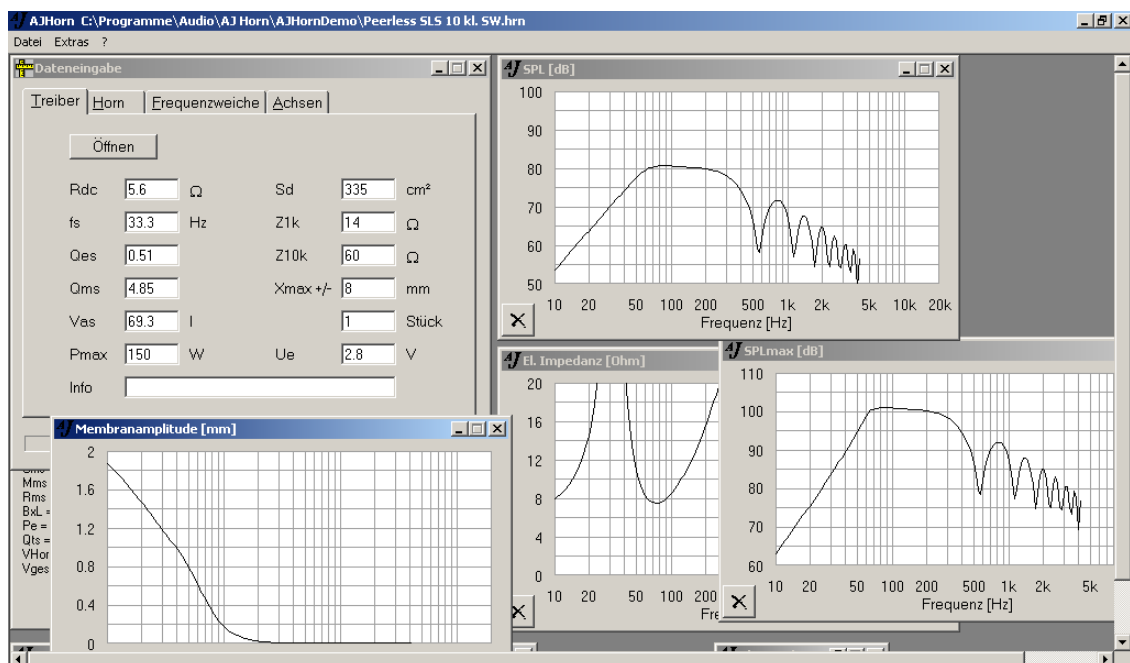 AJHorn C:\Programme\Audio\AJ Horn\AJHornDemo\Peerless SLS 10 kl. SW.hrn
Datei Extras ?
Dateneingabe
Treiber Horn Frequenzweiche Achsen
Öffnen
Rdc 5.6 Ω Sd 335 cm²
fs 33.3 Hz Z1k 14 Ω
Qes 0.51 Z10k 60 Ω
Qms 4.85 Xmax +/- 8 mm
Vas 69.3 l 1 Stück
Pmax 150 W Ue 2.8 V
Info
Mms
Rms
BxL =
Pe =
Qts =
VHor
Vges
AJ SPL [dB]
100
90
80
70
60
50
10 20 50 100 200 500 1k 2k 5k 10k 20k
Frequenz [Hz]
AJ El. Impedanz [Ohm]
20
16
12
8
4
0
10 20 50 100 200
Fre
AJ SPLmax [dB]
110
100
90
80
70
60
10 20 50 100 200 500 1k 2k 5k
Frequenz [Hz]
AJ Membranamplitude [mm]
2
1.6
1.2
0.8
0.4
0